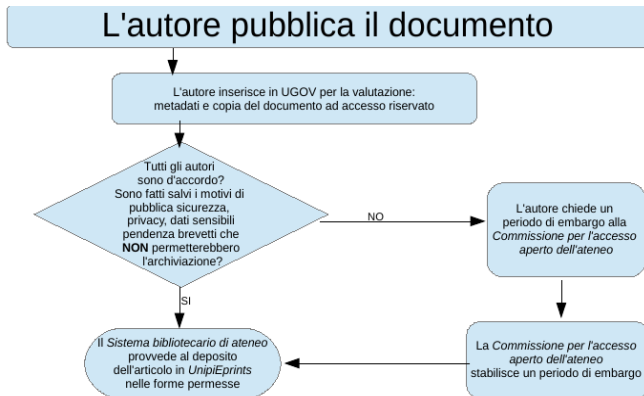 L'autore pubblica il documento
L'autore inserisce in UGOV per la valutazione:
metadati e copia del documento ad accesso riservato
Tutti gli autori
sono d'accordo?
Sono fatti salvi i motivi di
pubblica sicurezza,
privacy, dati sensibili
pendenza brevetti che
NON permetterebbero
l'archiviazione?
NO
L'autore chiede un
periodo di embargo alla
Commissione per l'accesso
aperto dell'ateneo
SI
Il Sistema bibliotecario di ateneo
provvede al deposito
dell'articolo in UnipiEprints
nelle forme permesse
La Commissione per l'accesso
aperto dell'ateneo
stabilisce un periodo di embargo